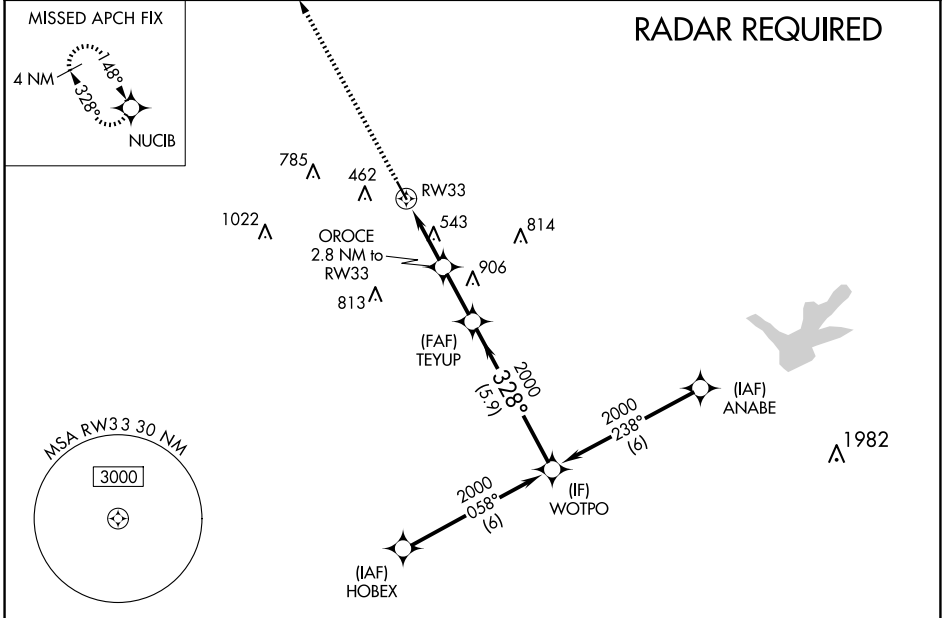 MISSED APCH FIX
4 NM
148°
328°
NUCIB
RADAR REQUIRED
785
462
RW33
1022
543
814
OROCE
2.8 NM to
RW33
906
813
(FAF)
TEYUP
2000
328°
(5.9)
(IAF)
ANABE
2000
238°
(6)
1982
MSA RW33 30 NM
3000
2000
058°
(6)
(IF)
WOTPO
(IAF)
HOBEX